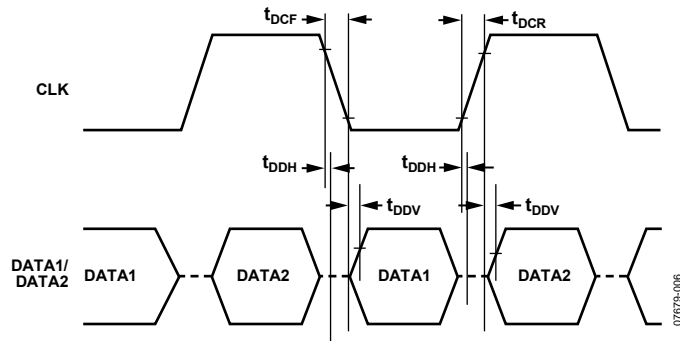 tDCF
tDCR
CLK
tDDH
tDDH
tDDV
tDDV
DATA1/
DATA2
DATA1
DATA2
DATA1
DATA2
07679-006